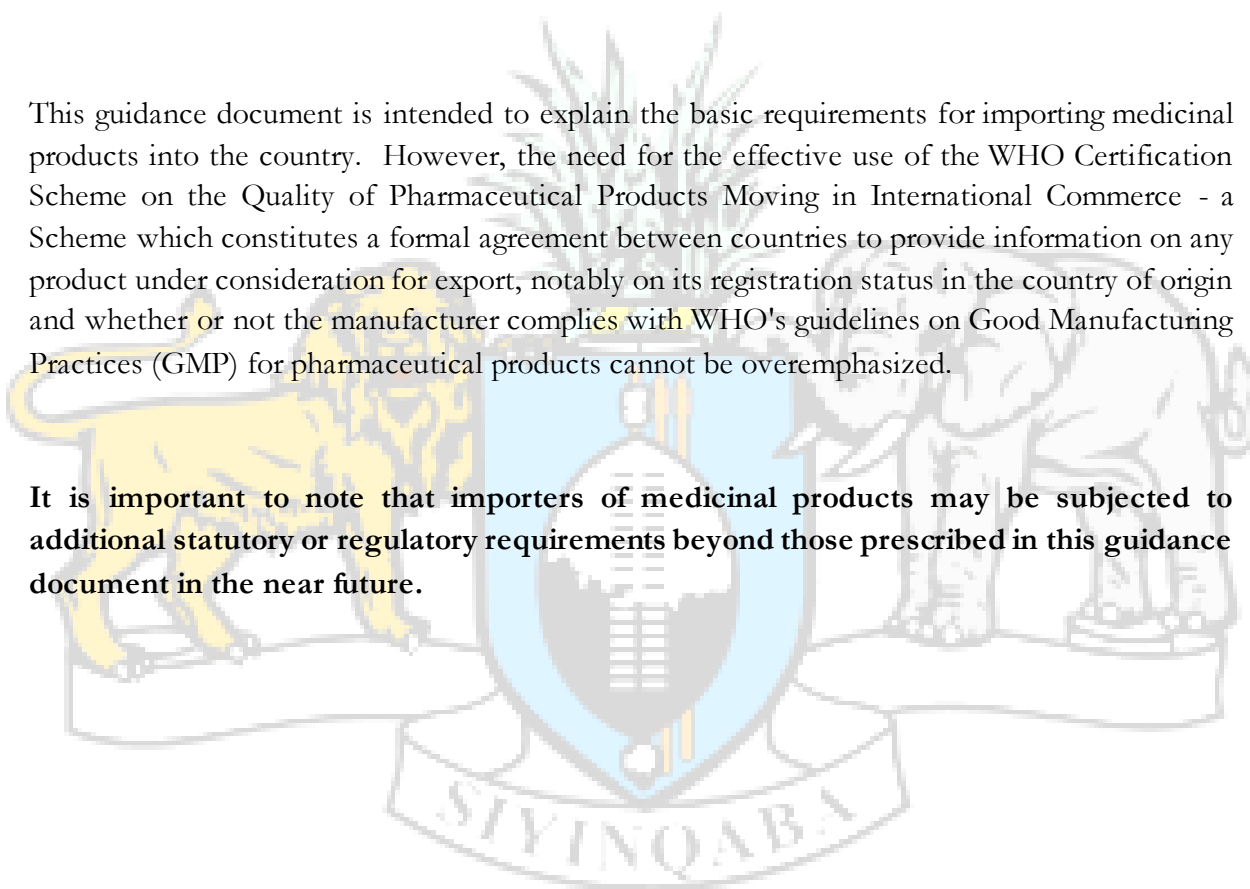 This guidance document is intended to explain the basic requirements for importing medicinal
products into the country. However, the need for the effective use of the WHO Certification
Scheme on the Quality of Pharmaceutical Products Moving in International Commerce - a
Scheme which constitutes a formal agreement between countries to provide information on any
product under consideration for export, notably on its registration status in the country of origin
and whether or not the manufacturer complies with WHO's guidelines on Good Manufacturing
Practices (GMP) for pharmaceutical products cannot be overemphasized.
It is important to note that importers of medicinal products may be subjected to
additional statutory or regulatory requirements beyond those prescribed in this guidance
document in the near future.
SIYINQABA